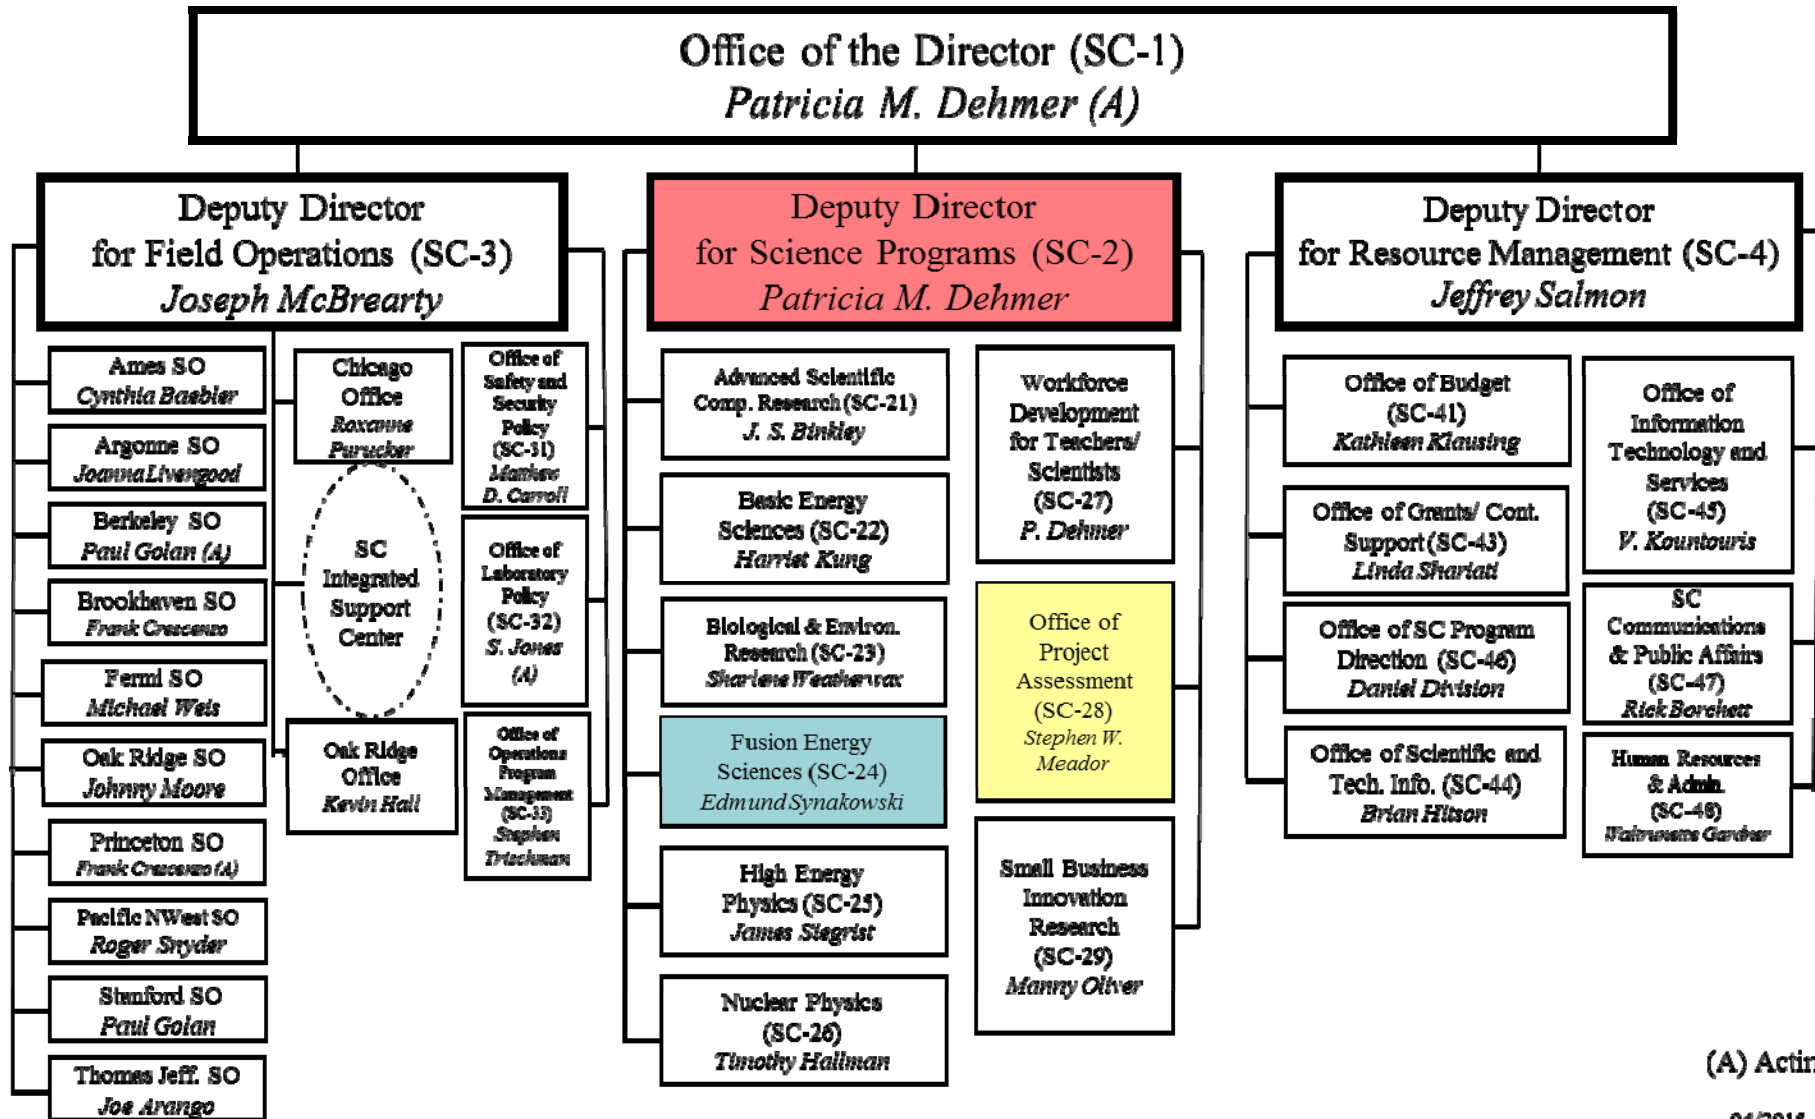 Office of the Director (SC-1)
Patricia M. Dehmer (A)
Deputy Director
for Field Operations (SC-3)
Joseph McBrearty
Ames SO
Cynthia Baebler
Argonne SO
Joanna Livengood
Berkeley SO
Paul Golan (A)
Brookhaven SO
Frank Crescenzo
Fermi SO
Michael Weis
Oak Ridge SO
Johnny Moore
Princeton SO
Frank Crescenzo (A)
Pacific NWest SO
Roger Snyder
Stanford SO
Paul Golan
Thomas Jeff. SO
Joe Arango
Chicago
Office
Roxanne
Purucker
SC
Integrated
Support
Center
Oak Ridge
Office
Kevin Hall
Office of
Safety and
Security
Policy
(SC-31)
Matthew
D. Carroll
Office of
Laboratory
Policy
(SC-32)
S. Jones
(A)
Office of
Operations
Program
Management
(SC-33)
Stephen
Trischman
Deputy Director
for Science Programs (SC-2)
Patricia M. Dehmer
Advanced Scientific
Comp. Research (SC-21)
J. S. Binkley
Basic Energy
Sciences (SC-22)
Harriet Kung
Biological & Environ.
Research (SC-23)
Sharlene Weatherwax
Fusion Energy
Sciences (SC-24)
Edmund Synakowski
High Energy
Physics (SC-25)
James Siegrist
Nuclear Physics
(SC-26)
Timothy Hallman
Workforce
Development
for Teachers/
Scientists
(SC-27)
P. Dehmer
Office of
Project
Assessment
(SC-28)
Stephen W.
Meador
Small Business
Innovation
Research
(SC-29)
Manny Oliver
Deputy Director
for Resource Management (SC-4)
Jeffrey Salmon
Office of Budget
(SC-41)
Kathleen Klausing
Office of Grants/ Cont.
Support (SC-43)
Linda Shariati
Office of SC Program
Direction (SC-46)
Daniel Division
Office of Scientific and
Tech. Info. (SC-44)
Brian Hitson
Office of
Information
Technology and
Services
(SC-45)
V. Kountouris
SC
Communications
& Public Affairs
(SC-47)
Rick Borchelt
Human Resources
& Admin.
(SC-48)
Gardner
(A) Actin